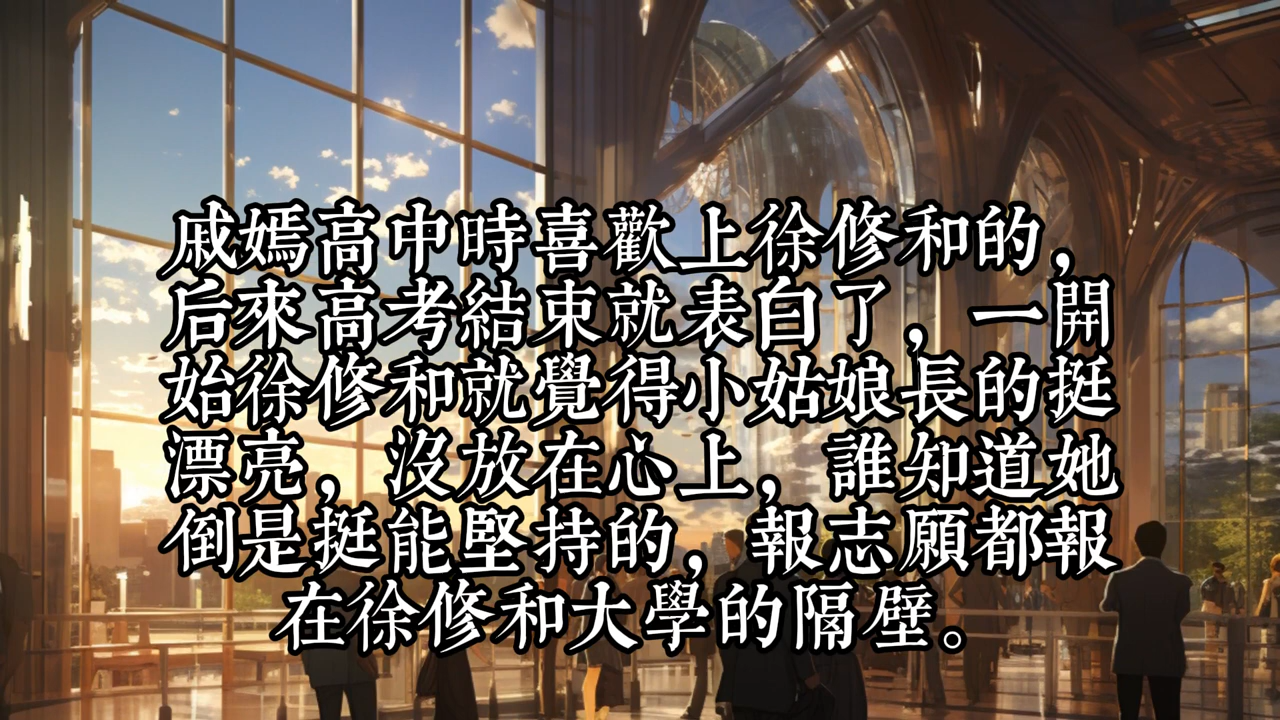 戚嫣高中時喜歡上徐修和的，
后來高考結束就表白了，一開
始徐修和就覺得小姑娘長的挺
漂亮，沒放在心上，誰知道她
倒是挺能堅持的，報志願都報
在徐修和大學的隔壁。